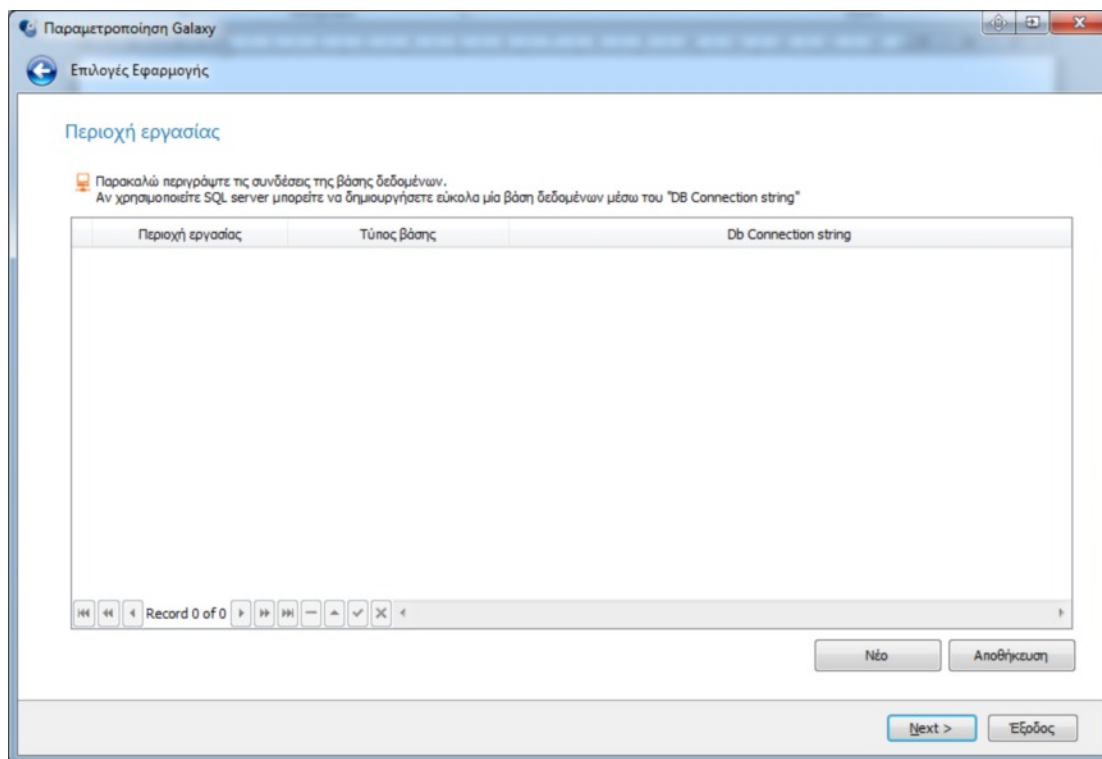 Παραμετροποίηση Galaxy
Επιλογές Εφαρμογής
Περιοχή εργασίας
Παρακαλώ περιγράψτε τις συνδέσεις της βάσης δεδομένων.
Αν χρησιμοποιείτε SQL server μπορείτε να δημιουργήσετε εύκολα μία βάση δεδομένων μέσω του "DB Connection string"
Περιοχή εργασίας Τύπος βάσης Db Connection string
Record 0 of 0
Νέο Αποθήκευση
Next > Έξοδος